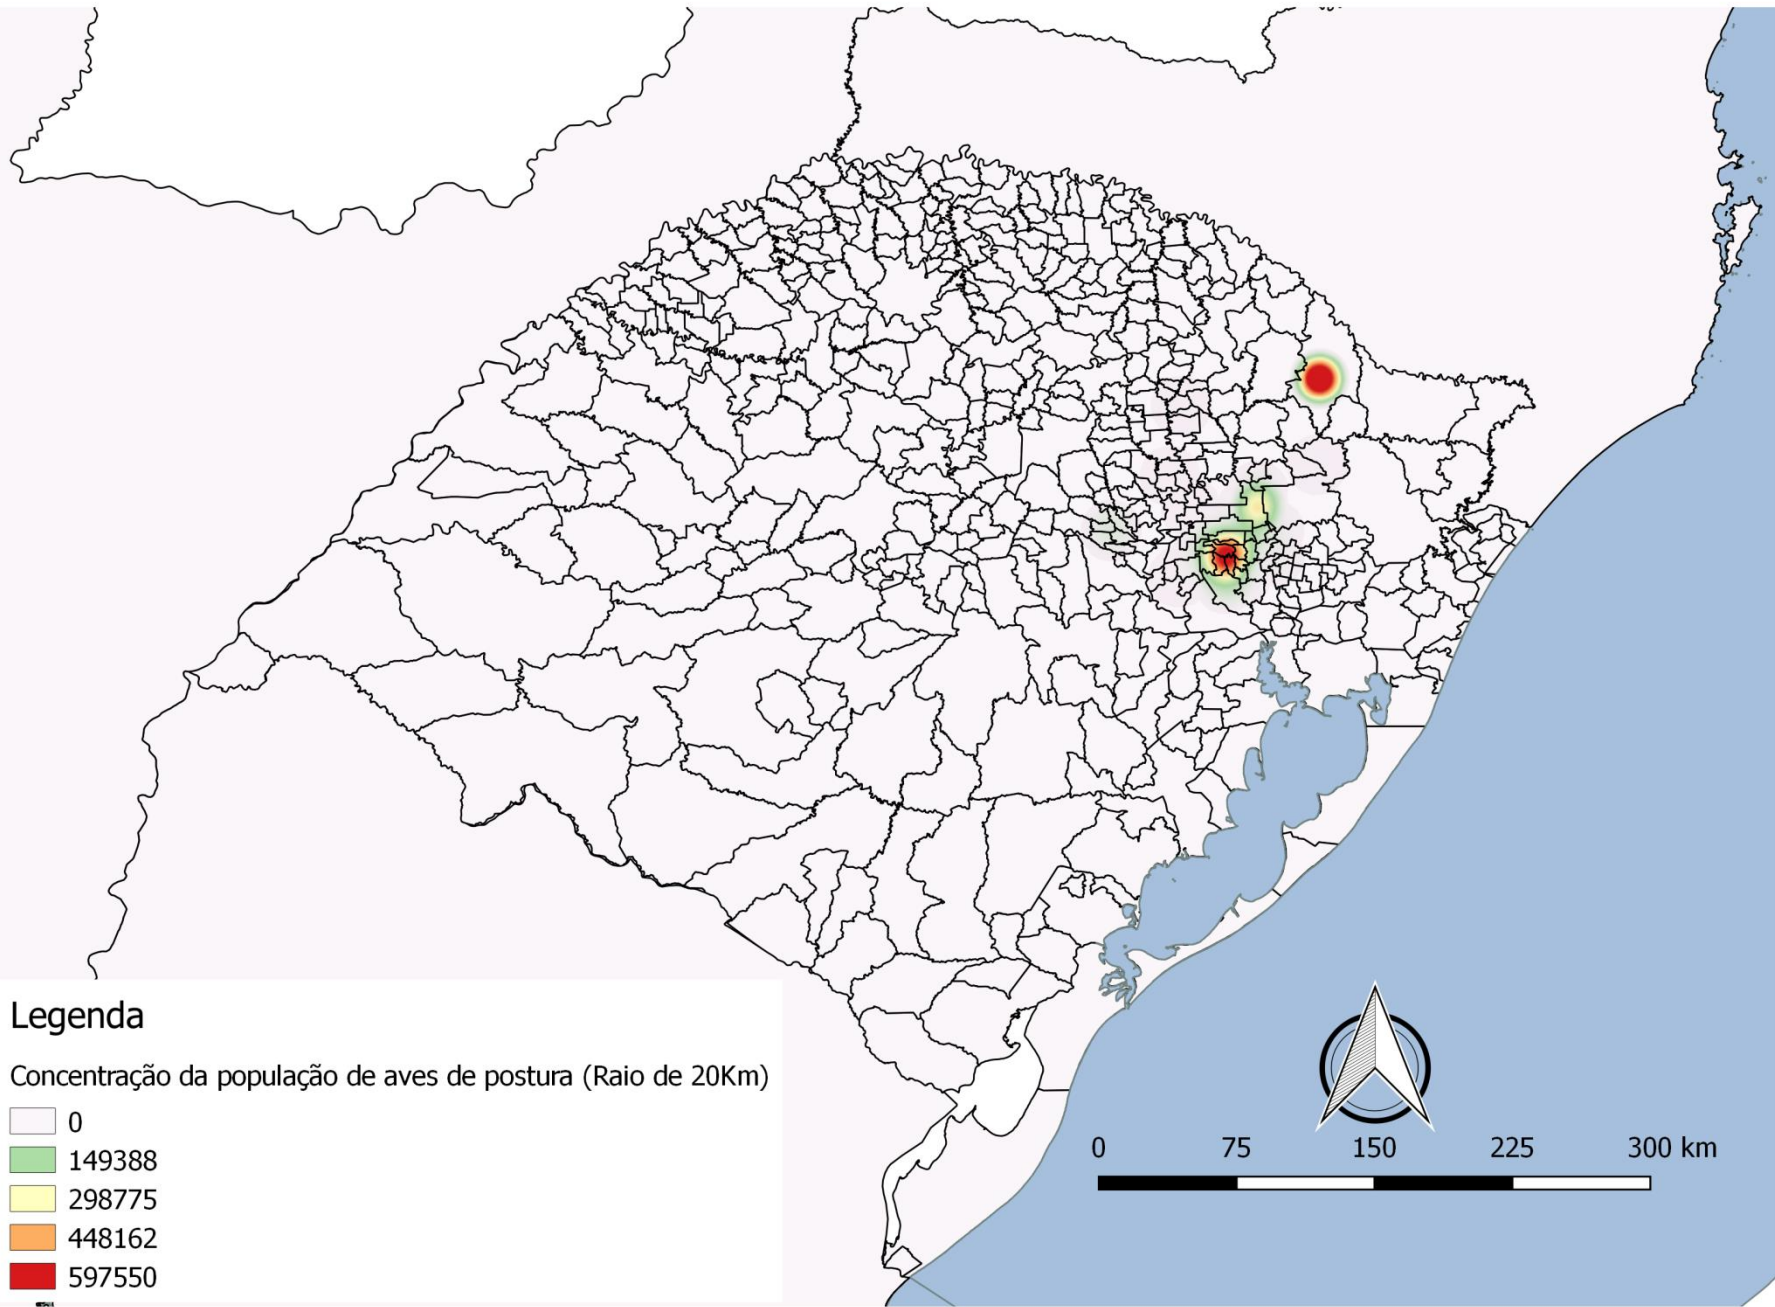 Legenda
Concentração da população de aves de postura (Raio de 20Km)
0
149388
298775
448162
597550
0 75 150 225 300 km